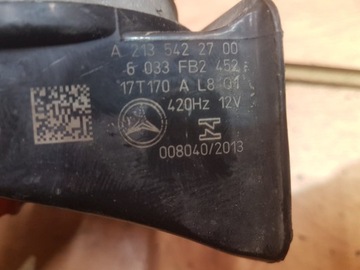 A 213 542 27 00
6 033 FB2 452
17T170 A L8 01
420Hz 12V
008040/2013